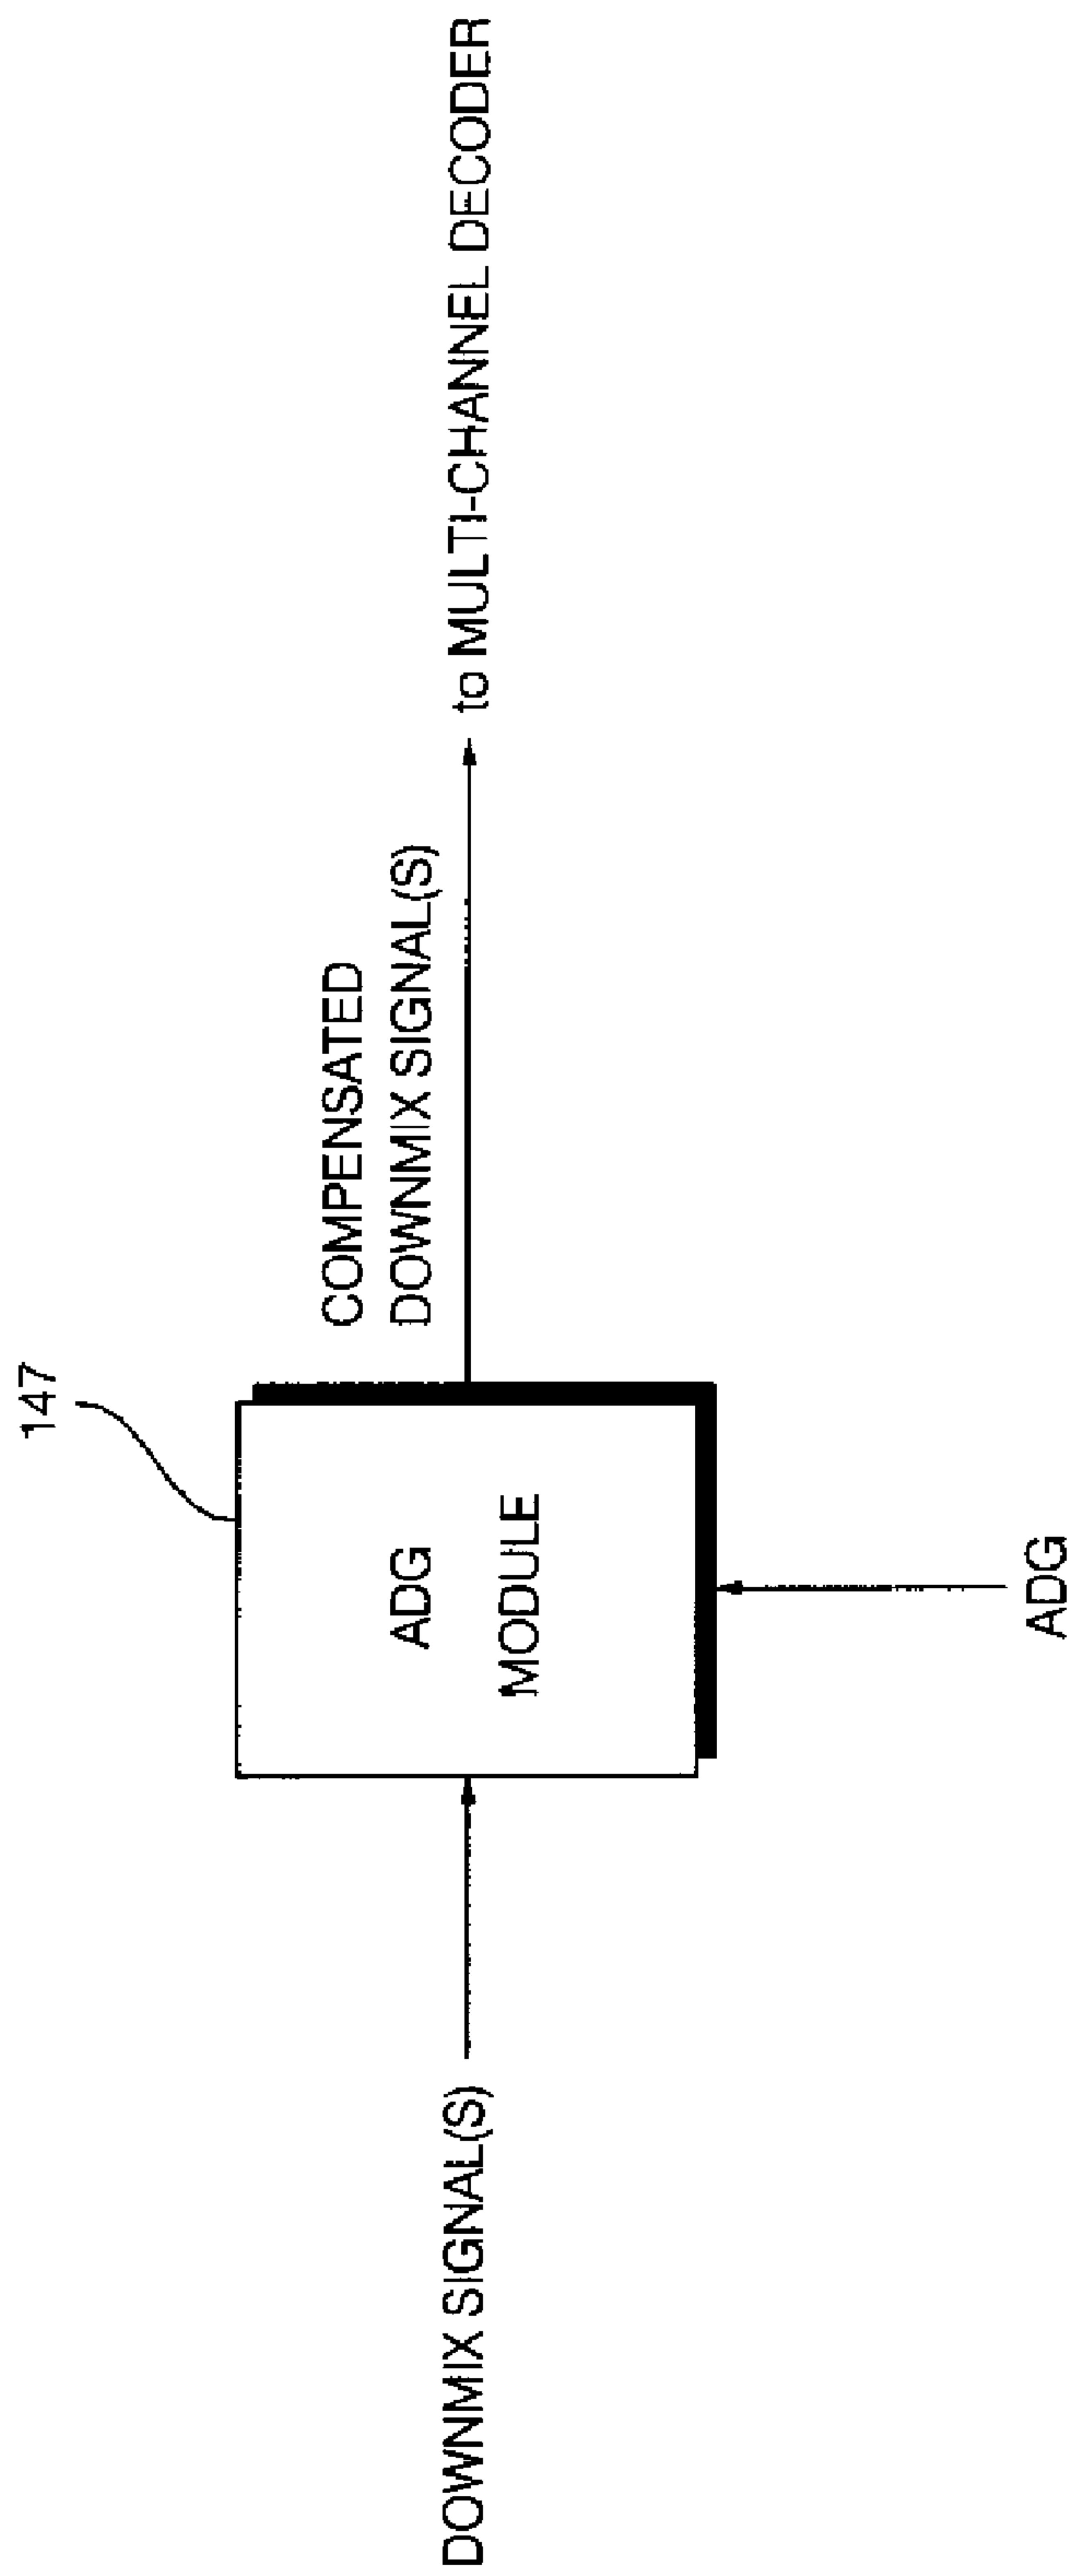 147
COMPENSATED
DOWNMIX SIGNAL(S)
DOWNMIX SIGNAL(S)
ADG
MODULE
to MULTI-CHANNEL DECODER
ADG